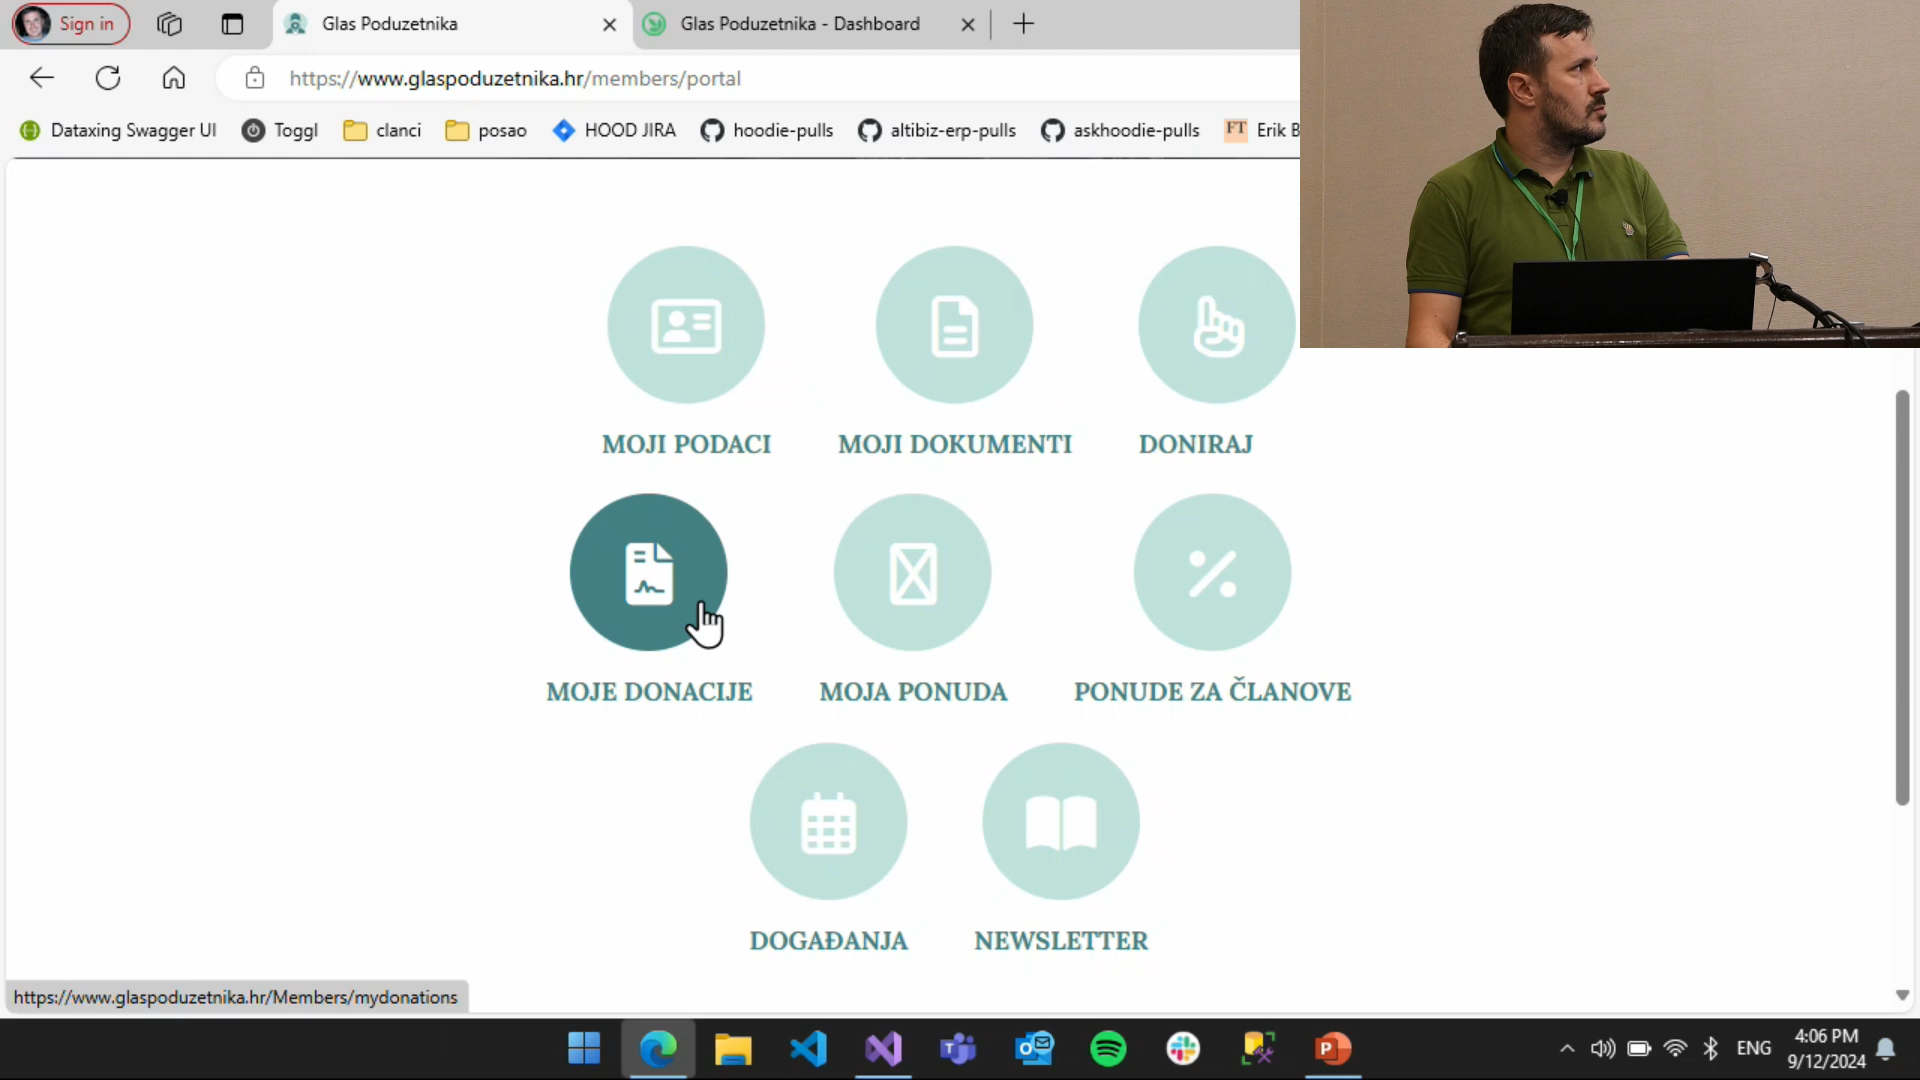 Sign in
Glas Poduzetnika
Glas Poduzetnika - Dashboard
https://www.glaspoduzetnika.hr/members/portal
Dataxing Swagger UI
Toggl
clanci
posao
HOOD JIRA
hoodie-pulls
altibiz-erp-pulls
askhoodie-pulls
FT
Erik B
MOJI PODACI
MOJI DOKUMENTI
DONIRAJ
MOJE DONACIJE
MOJA PONUDA
PONUDE ZA ČLANOVE
DOGAĐANJA
NEWSLETTER
https://www.glaspoduzetnika.hr/Members/mydonations
ENG
4:06 PM
9/12/2024